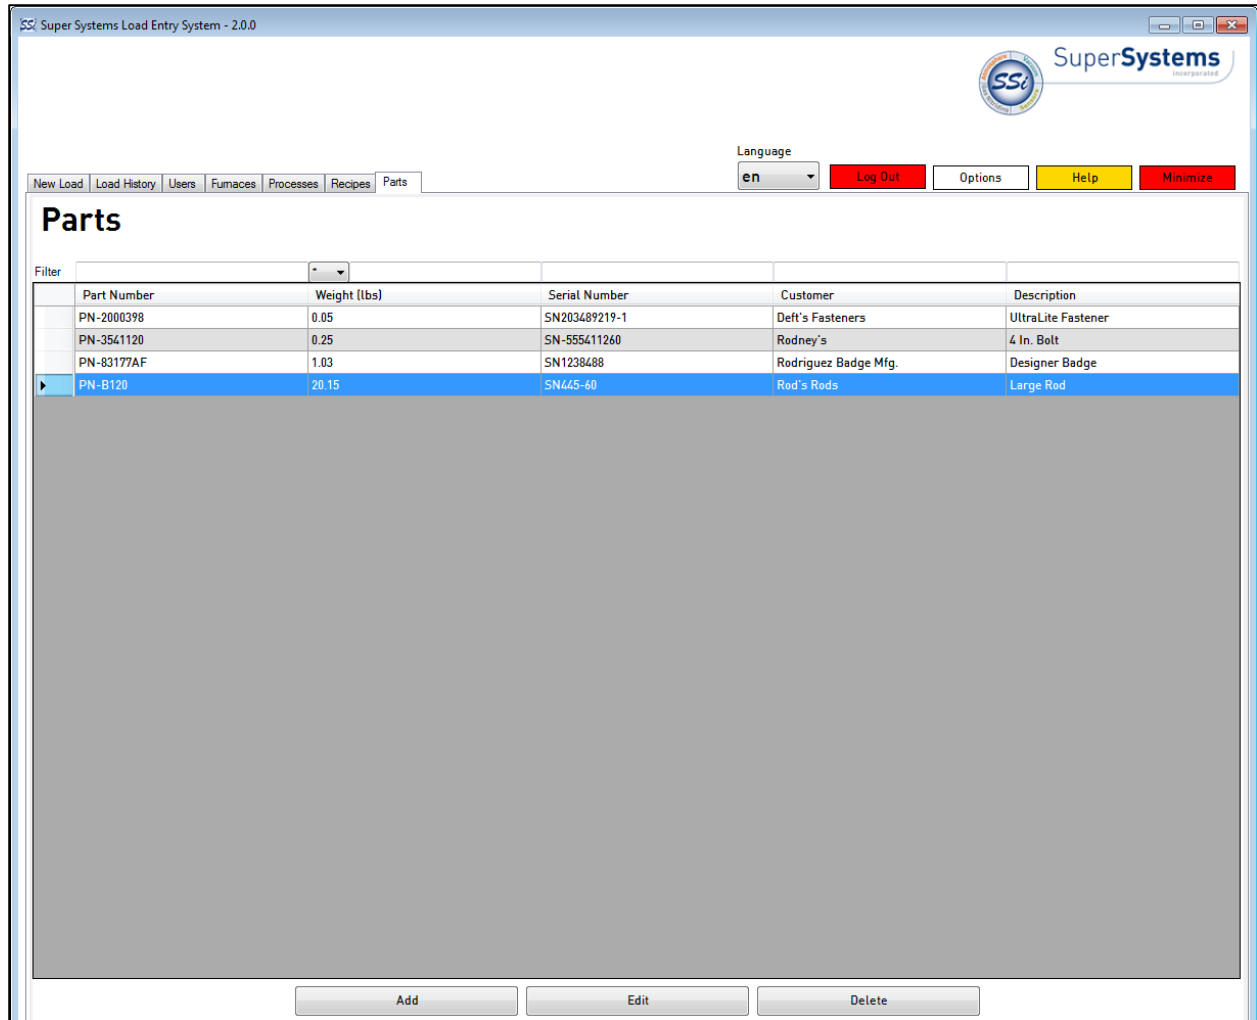 SSi Super Systems Load Entry System - 2.0.0
SuperSystems
incorporated
SSi
Language
New Load Load History Users Furnaces Processes Recipes Parts en Log Out Options Help Minimize
Parts
Filter *
Part Number Weight (lbs) Serial Number Customer Description
PN-2000398 0.05 SN203489219-1 Deft's Fasteners UltraLite Fastener
PN-3541120 0.25 SN-555411260 Rodney's 4 In. Bolt
PN-83177AF 1.03 SN1238488 Rodriguez Badge Mfg. Designer Badge
PN-B120 20.15 SN445-60 Rod's Rods Large Rod
Add Edit Delete